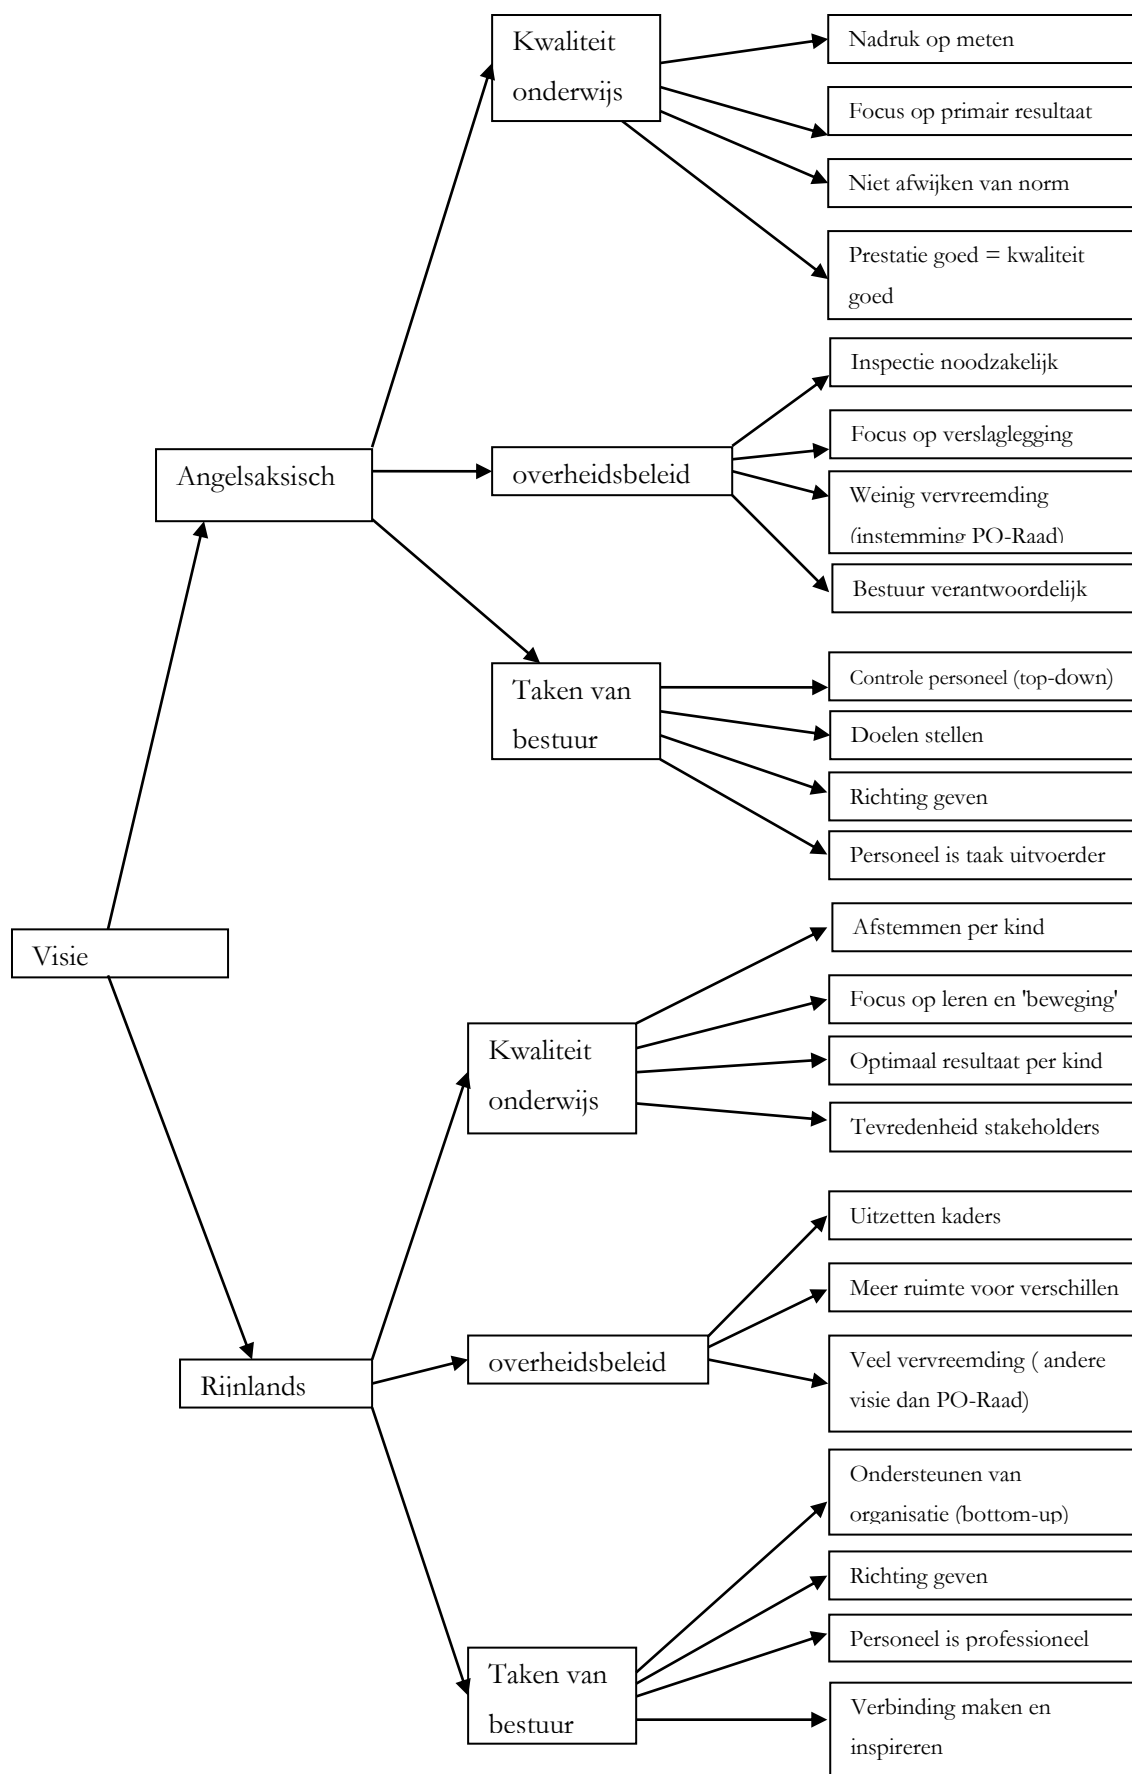 Kwaliteit
onderwijs
Nadruk op meten
Focus op primair resultaat
Niet afwijken van norm
Prestatie goed = kwaliteit
goed
Inspectie noodzakelijk
Angelsaksisch
overheidsbeleid
Focus op verslaglegging
Weinig vervreemding
(instemming PO-Raad)
Bestuur verantwoordelijk
Taken van
bestuur
Controle personeel (top-down)
Doelen stellen
Richting geven
Personeel is taak uitvoerder
Visie
Afstemmen per kind
Kwaliteit
onderwijs
Focus op leren en 'beweging'
Optimaal resultaat per kind
Tevredenheid stakeholders
Uitzetten kaders
Meer ruimte voor verschillen
Rijnlands
overheidsbeleid
Veel vervreemding ( andere
visie dan PO-Raad)
Ondersteunen van
organisatie (bottom-up)
Richting geven
Taken van
bestuur
Personeel is professioneel
Verbinding maken en
inspireren